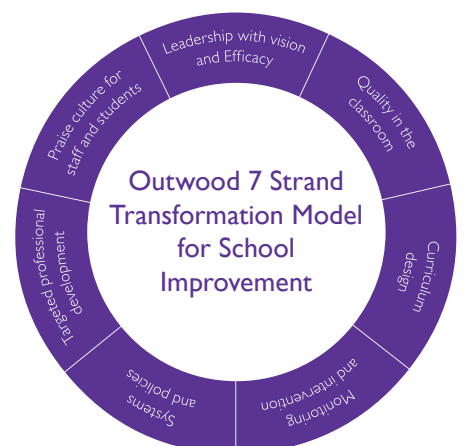 Outwood 7 Strand
Transformation Model
for School
Improvement
Leadership with vision
and Efficacy
Quality in the
classroom
Curriculum
design
Monitoring
and intervention
Systems
and policies
Targeted professional
development
Praise culture for
staff and students